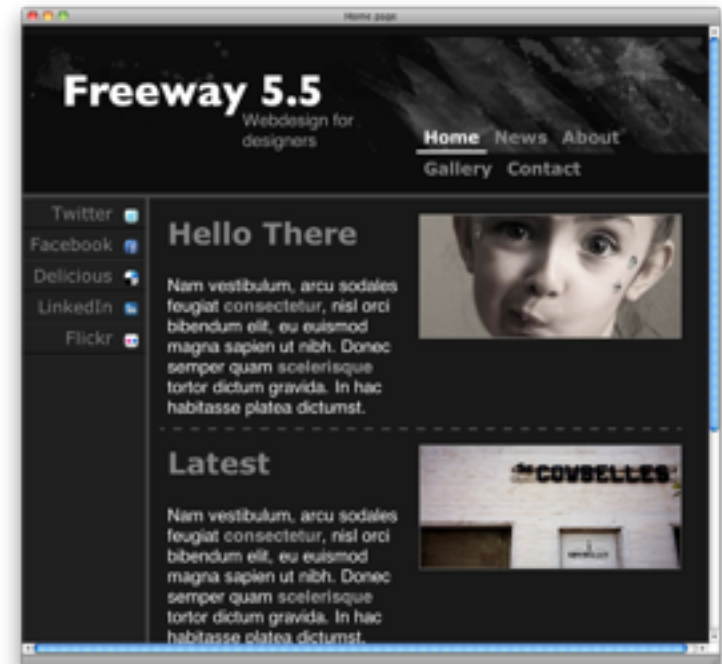 Home page
Freeway 5.5
Webdesign for
designers
Home News About
Gallery Contact
Twitter
Facebook
Delicious
LinkedIn
Flickr
Hello There
Nam vestibulum, arcu sodales
feugiat consectetur, nisl orci
bibendum elit, eu euismod
magna sapien ut nibh. Donec
semper quam scelerisque
tortor dictum gravida. In hac
habitasse platea dictumst.
Latest
Nam vestibulum, arcu sodales
feugiat consectetur, nisl orci
bibendum elit, eu euismod
magna sapien ut nibh. Donec
semper quam scelerisque
tortor dictum gravida. In hac
habitasse platea dictumst.
the COWBELLES